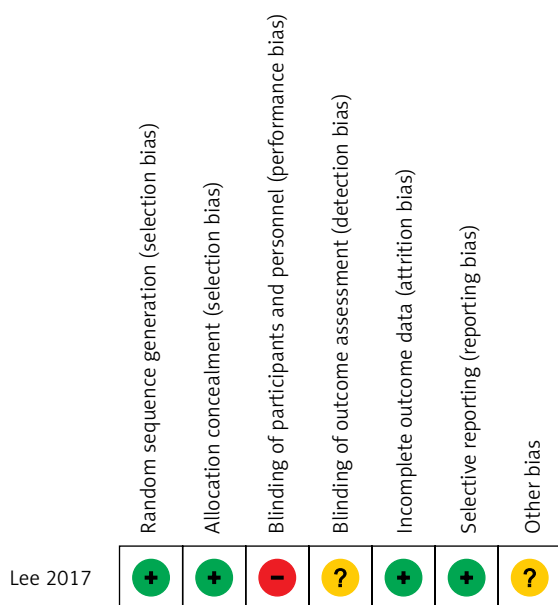 Random sequence generation (selection bias)
Allocation concealment (selection bias)
Blinding of participants and personnel (performance bias)
Blinding of outcome assessment (detection bias)
Incomplete outcome data (attrition bias)
Selective reporting (reporting bias)
Other bias
Lee 2017 + + – ? + + ?